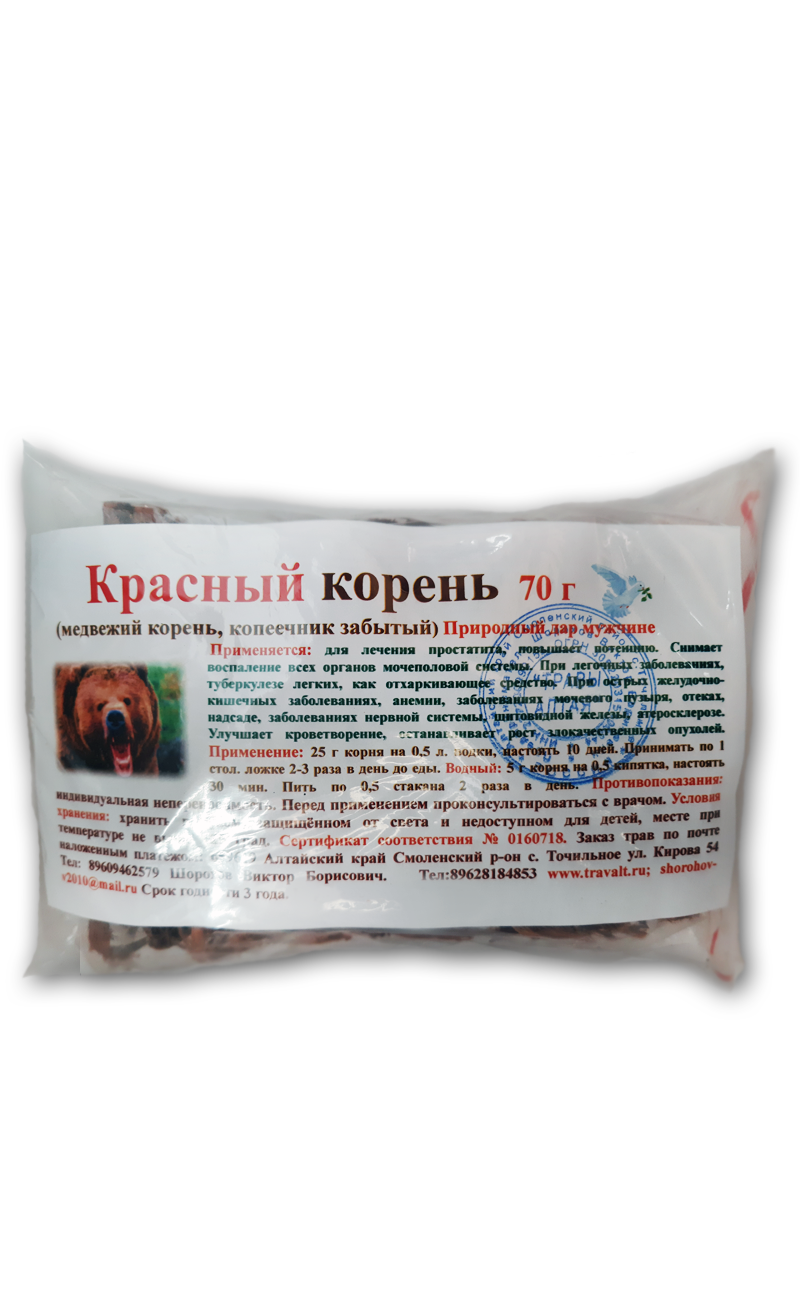 Красный корень 70 г
(медвежий корень, копеечник забытый) Природный дар мужчине
Применяется: для лечения простатита, повышает потенцию. Снимает
воспаление всех органов мочеполовой системы. При легочных заболеваниях,
туберкулезе легких, как отхаркивающее средство. При острых желудочно-
кишечных заболеваниях, анемии, заболеваниях мочевого пузыря, отеках,
надсаде, заболеваниях нервной системы, щитовидной железы, атеросклерозе.
Улучшает кроветворение, останавливает рост злокачественных опухолей.
Применение: 25 г корня на 0,5 л. водки, настоять 10 дней. Принимать по 1
стол. ложке 2-3 раза в день до еды. Водный: 5 г корня на 0,5 кипятка, настоять
30 мин. Пить по 0,5 стакана 2 раза в день. Противопоказания:
индивидуальная Перед применением проконсультироваться с врачом. Условия
хранения: хранить защищённом от света и недоступном для детей, месте при
температуре не град. Сертификат соответствия № 0160718. Заказ трав по почте
наложенным Алтайский край Смоленский р-он с. Точильное ул. Кирова 54
Тел: 89609462579 Виктор Борисович. Тел:89628184853 www.travalt.ru; shorohov-
v2010@mail.ru Срок 3 года.
ТРАВЫ